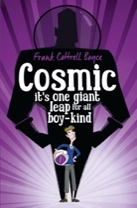 Frank Cottrell Boyce
Cosmic
it's one giant
leap for all
boy-kind